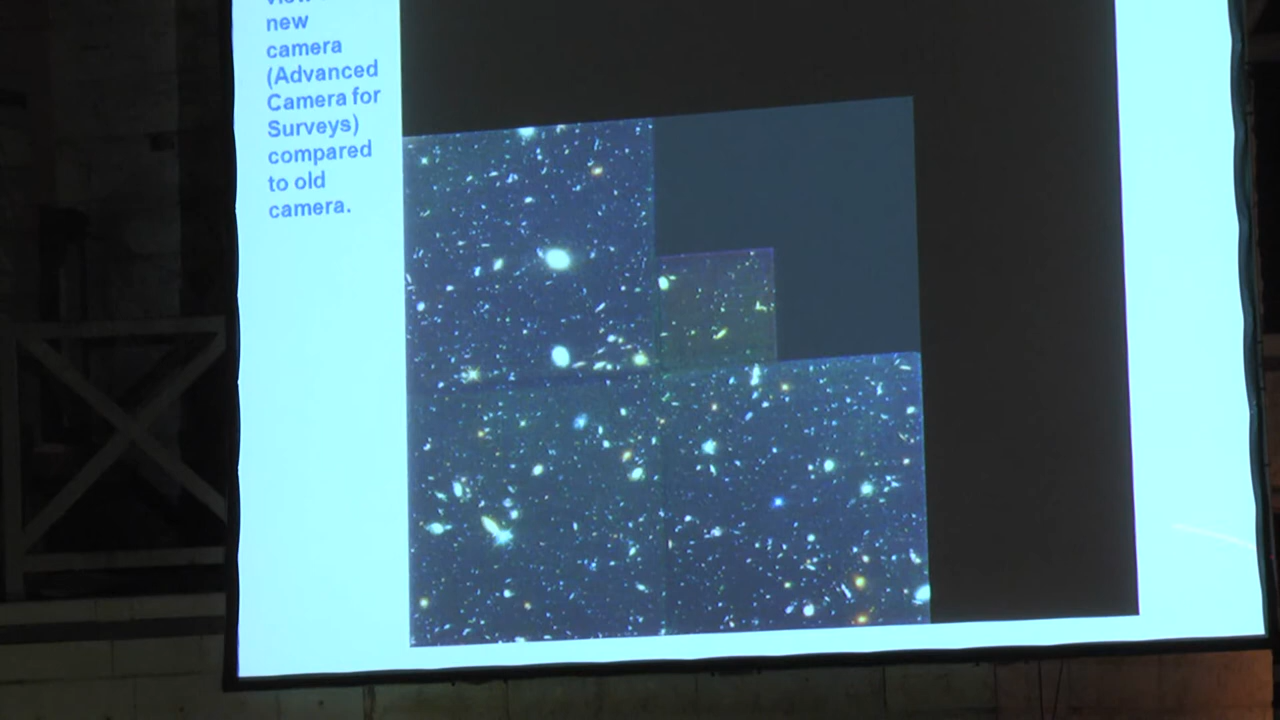 new
camera
(Advanced
Camera for
Surveys)
compared
to old
camera.